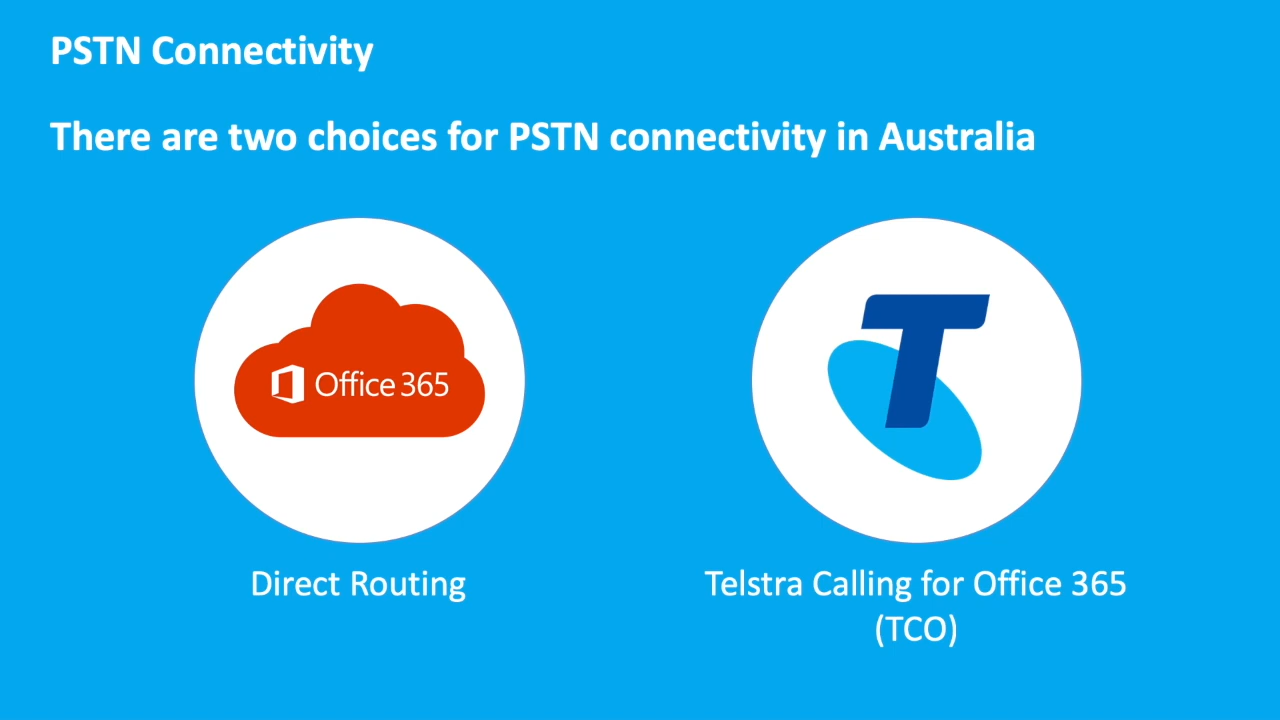 PSTN Connectivity
There are two choices for PSTN connectivity in Australia
Office 365
Direct Routing
Telstra Calling for Office 365
(TCO)